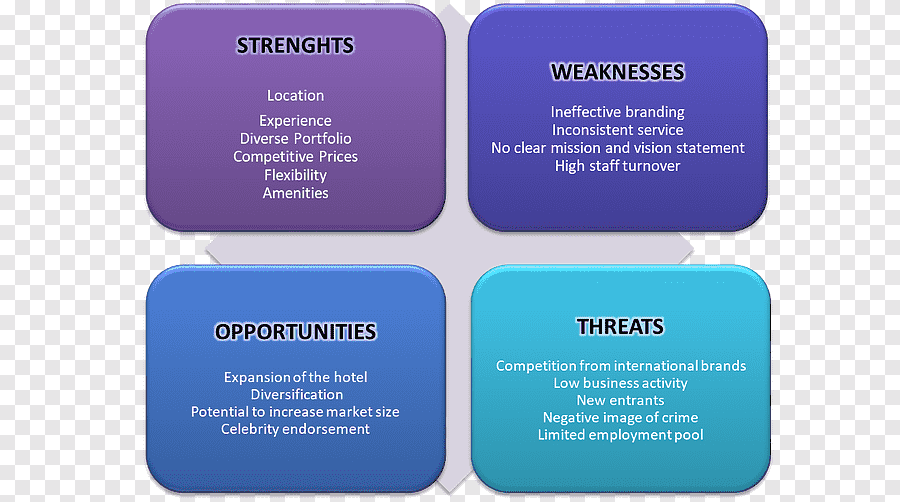 STRENGHTS
Location
Experience
Diverse Portfolio
Competitive Prices
Flexibility
Amenities
WEAKNESSES
Ineffective branding
Inconsistent service
No clear mission and vision statement
High staff turnover
OPPORTUNITIES
Expansion of the hotel
Diversification
Potential to increase market size
Celebrity endorsement
THREATS
Competition from international brands
Low business activity
New entrants
Negative image of crime
Limited employment pool